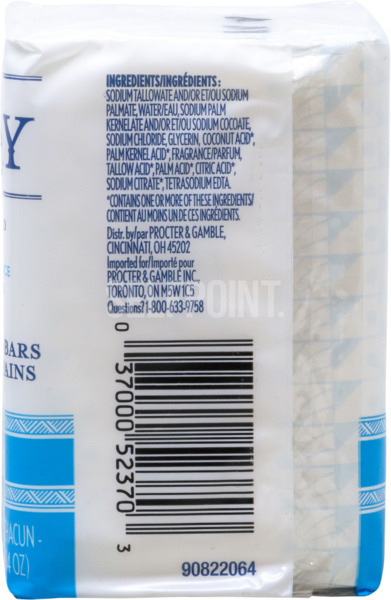 Y
BARS
AINS
HACUN -
4 OZ)
INGREDIENTS/INGRÉDIENTS :
SODIUM TALLOWATE AND/OR ET/OU SODIUM
PALMATE, WATER/EAU, SODIUM PALM
KERNELATE AND/OR ET/OU SODIUM COCOATE,
SODIUM CHLORIDE, GLYCERIN, COCONUT ACID*,
PALM KERNEL ACID*, FRAGRANCE/PARFUM,
TALLOW ACID*, PALM ACID*, CITRIC ACID*,
SODIUM CITRATE*, TETRASODIUM EDTA.
*CONTAINS ONE OR MORE OF THESE INGREDIENTS/
CONTIENT AU MOINS UN DE CES INGRÉDIENTS.
Distr. by/par PROCTER & GAMBLE,
CINCINNATI, OH 45202
Imported for/Importé pour
PROCTER & GAMBLE INC.,
TORONTO, ON M5W 1C5
Questions? 1-800-633-9758
POINT.
0 37000 52370 3
90822064